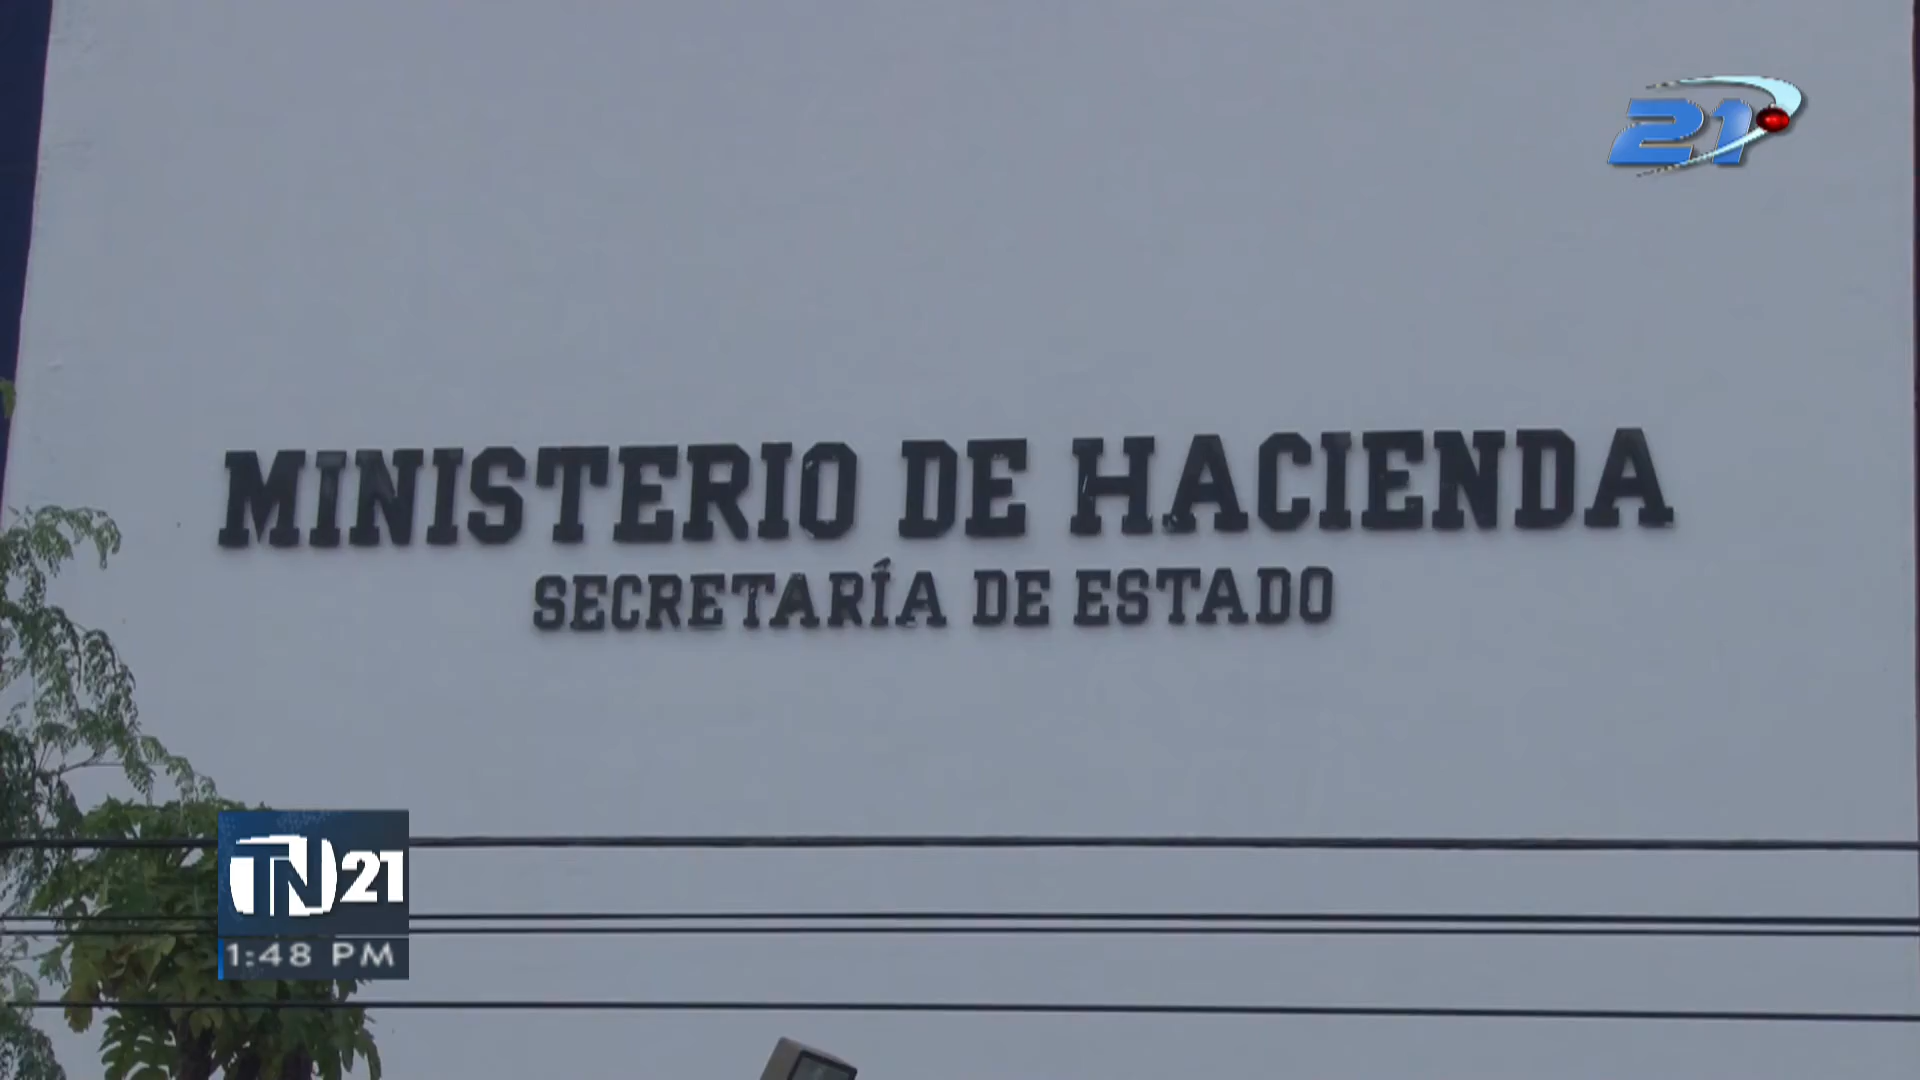 21
MINISTERIO DE HACIENDA
SECRETARÍA DE ESTADO
TN21
1:48 PM